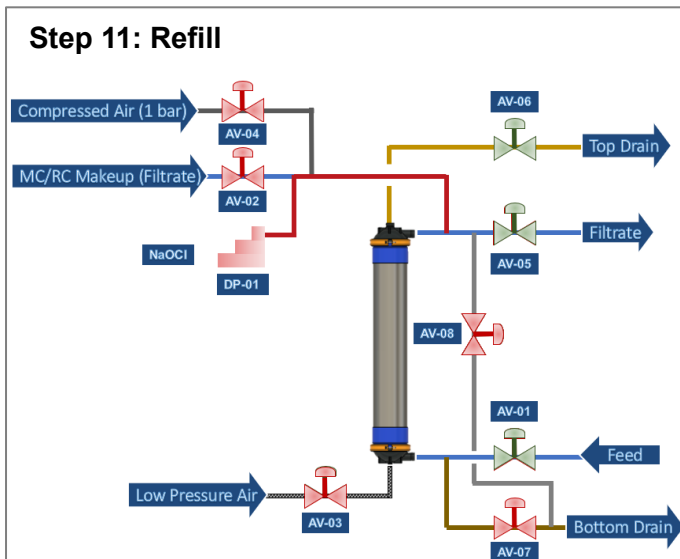 Step 11: Refill
AV-06
Compressed Air (1 bar)
Top Drain
AV-04
MC/RC Makeup (Filtrate)
AV-02
Filtrate
NaOCl
AV-05
DP-01
AV-08
AV-01
Feed
Low Pressure Air
AV-03
Bottom Drain
AV-07